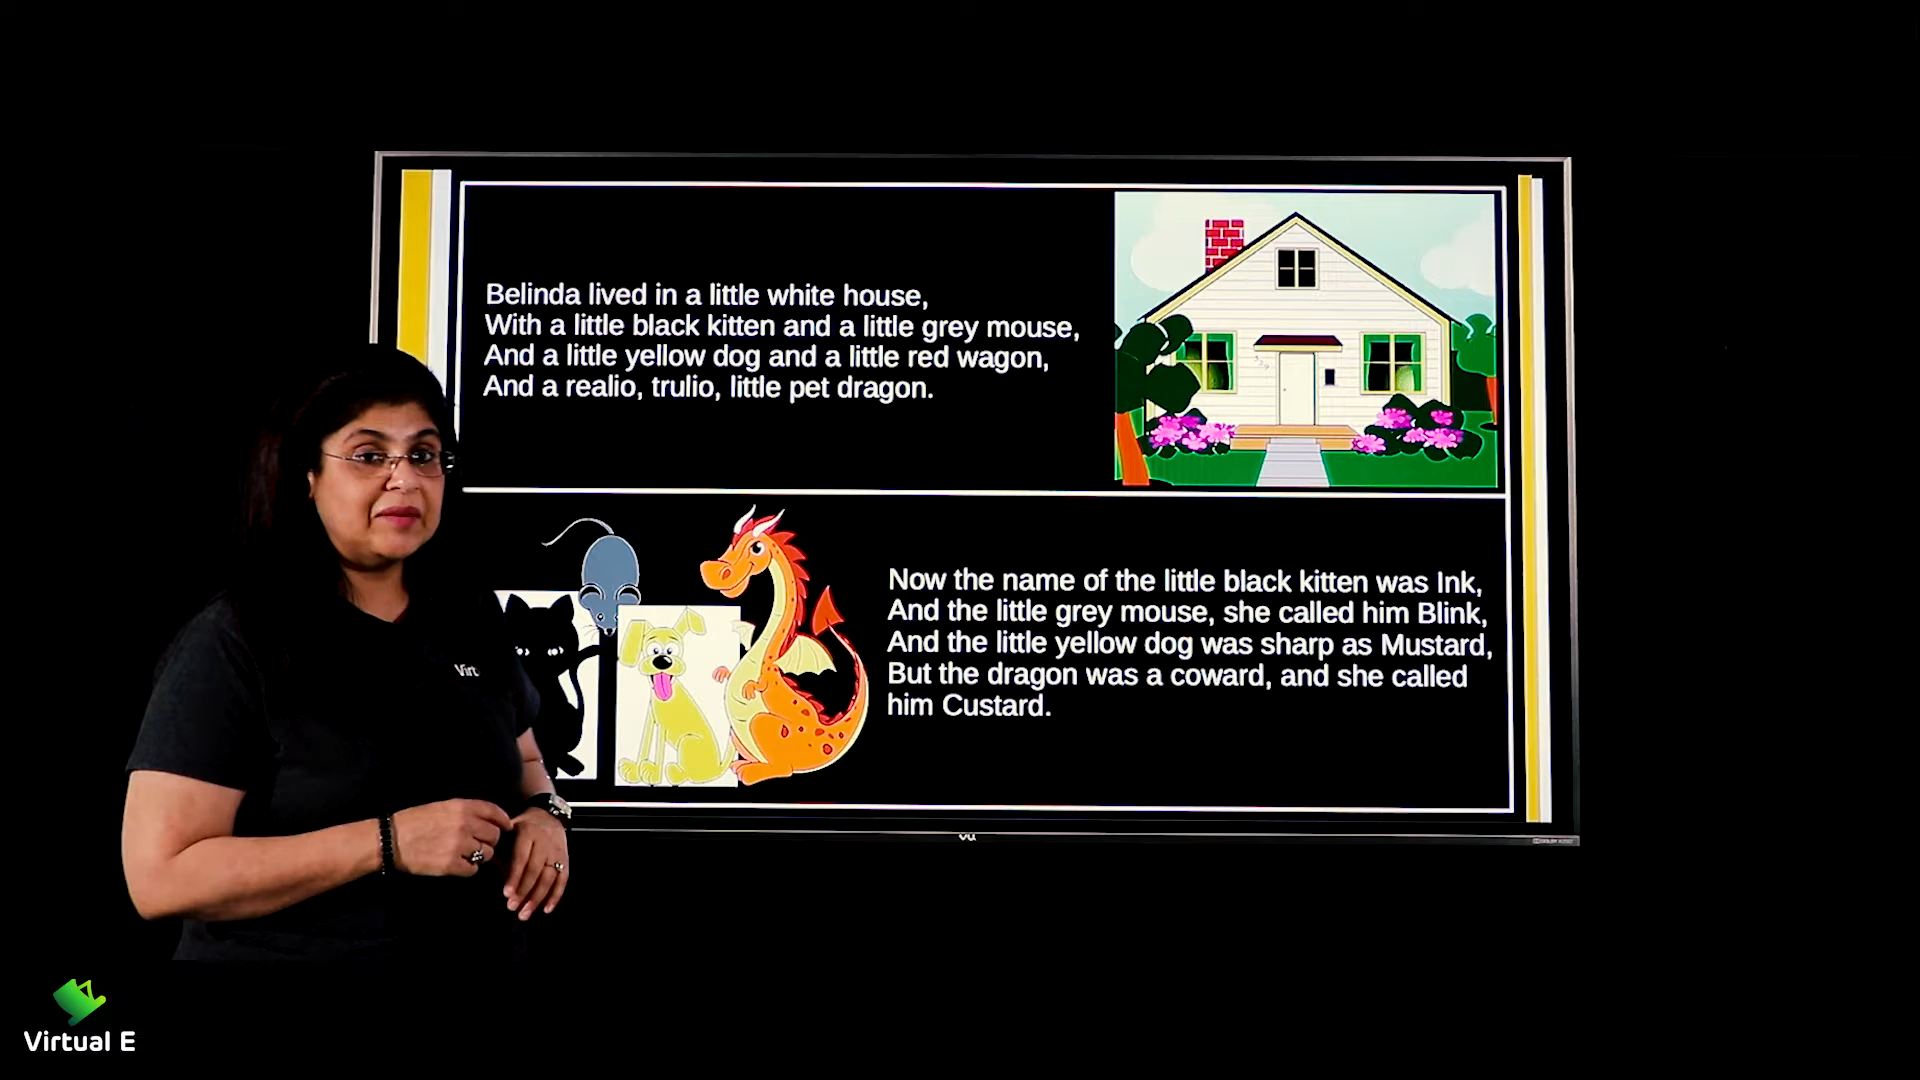 Belinda lived in a little white house,
With a little black kitten and a little grey mouse,
And a little yellow dog and a little red wagon,
And a realio, trulio, little pet dragon.
Now the name of the little black kitten was Ink,
And the little grey mouse, she called him Blink,
And the little yellow dog was sharp as Mustard,
But the dragon was a coward, and she called
him Custard.
Virt
Virtual E